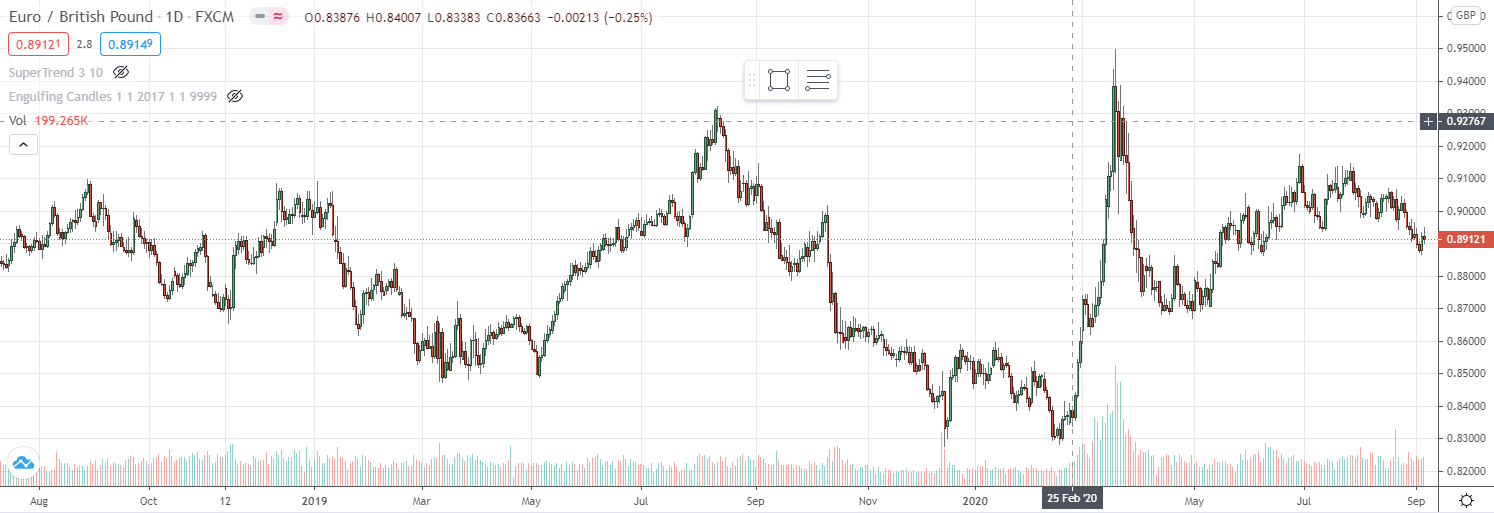 Euro / British Pound · 1D · FXCM O0.83876 H0.84007 L0.83383 C0.83663 −0.00213 (−0.25%)
GBP
0.89121 2.8 0.89149
SuperTrend 3 10
Engulfing Candles 1 1 2017 1 1 9999
Vol 199.265K
0.95000
0.94000
0.92767
0.92000
0.91000
0.90000
0.89121
0.88000
0.87000
0.86000
0.85000
0.84000
0.83000
0.82000
Aug Oct 12 2019 Mar May Jul Sep Nov 2020 25 Feb '20 May Jul Sep